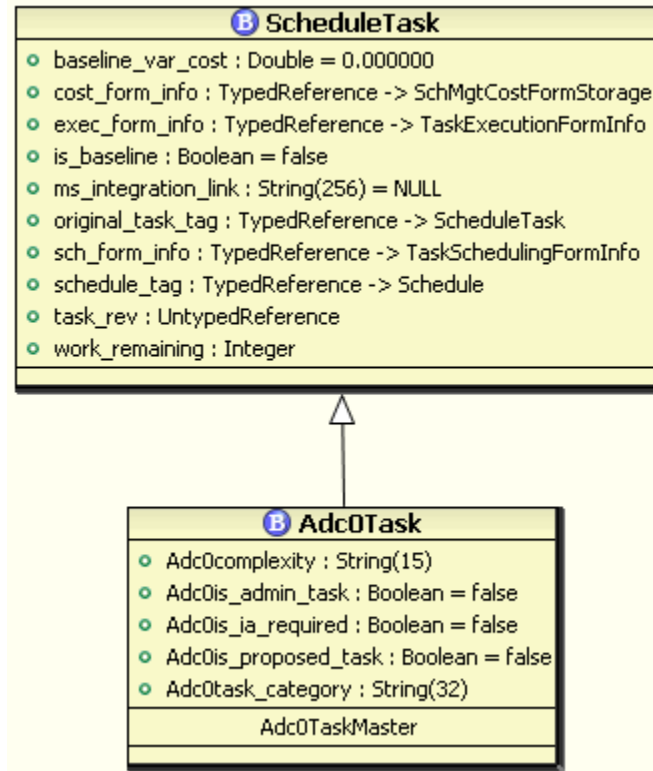 B ScheduleTask
baseline_var_cost : Double = 0.000000
cost_form_info : TypedReference -> SchMgtCostFormStorage
exec_form_info : TypedReference -> TaskExecutionFormInfo
is_baseline : Boolean = false
ms_integration_link : String(256) = NULL
original_task_tag : TypedReference -> ScheduleTask
sch_form_info : TypedReference -> TaskSchedulingFormInfo
schedule_tag : TypedReference -> Schedule
task_rev : UntypedReference
work_remaining : Integer
B Adc0Task
Adc0complexity : String(15)
Adc0is_admin_task : Boolean = false
Adc0is_ia_required : Boolean = false
Adc0is_proposed_task : Boolean = false
Adc0task_category : String(32)
Adc0TaskMaster